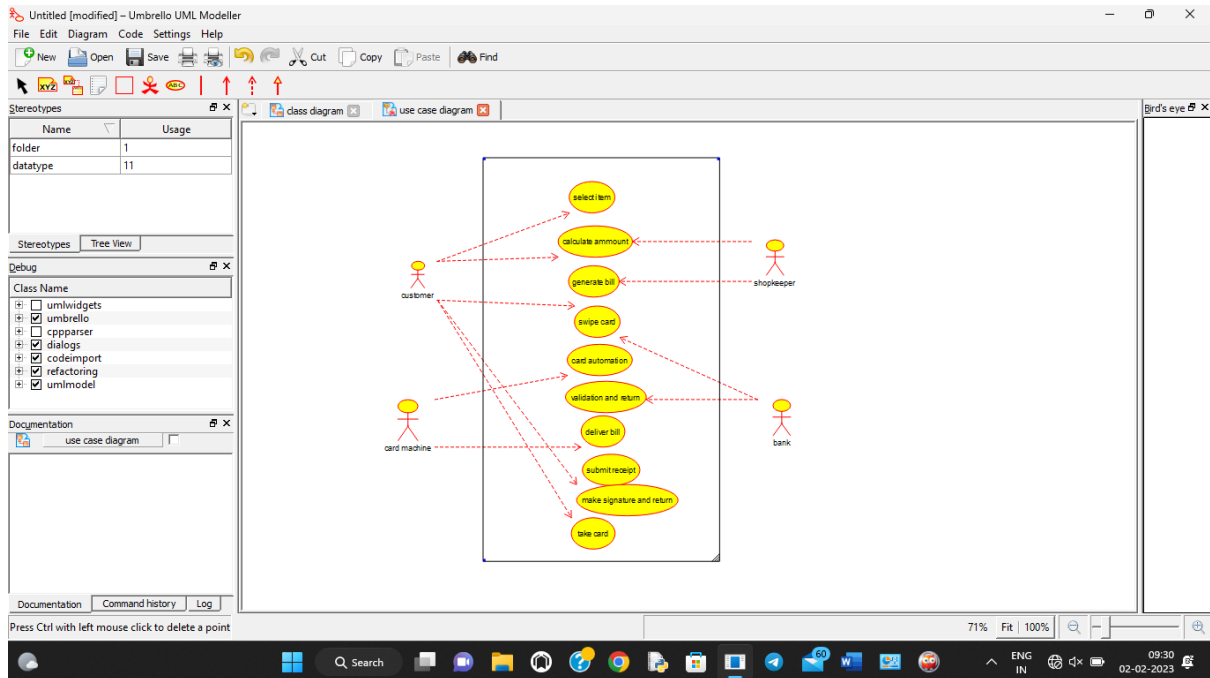 Untitled [modified] – Umbrello UML Modeller
File Edit Diagram Code Settings Help
New Open Save Cut Copy Paste Find
XYZ XYZ ABC
Stereotypes
Name Usage
folder 1
datatype 11
Stereotypes Tree View
Debug
Class Name
umlwidgets
umbrello
cppparser
dialogs
codeimport
refactoring
umlmodel
Documentation
use case diagram
Documentation Command history Log
Press Ctrl with left mouse click to delete a point
class diagram use case diagram
Bird's eye
select item
calculate ammount
generate bill
swipe card
card automation
validation and return
deliver bill
submit receipt
make signature and return
take card
customer
card machine
shopkeeper
bank
71% Fit 100%
Search
60
ENG
IN
09:30
02-02-2023